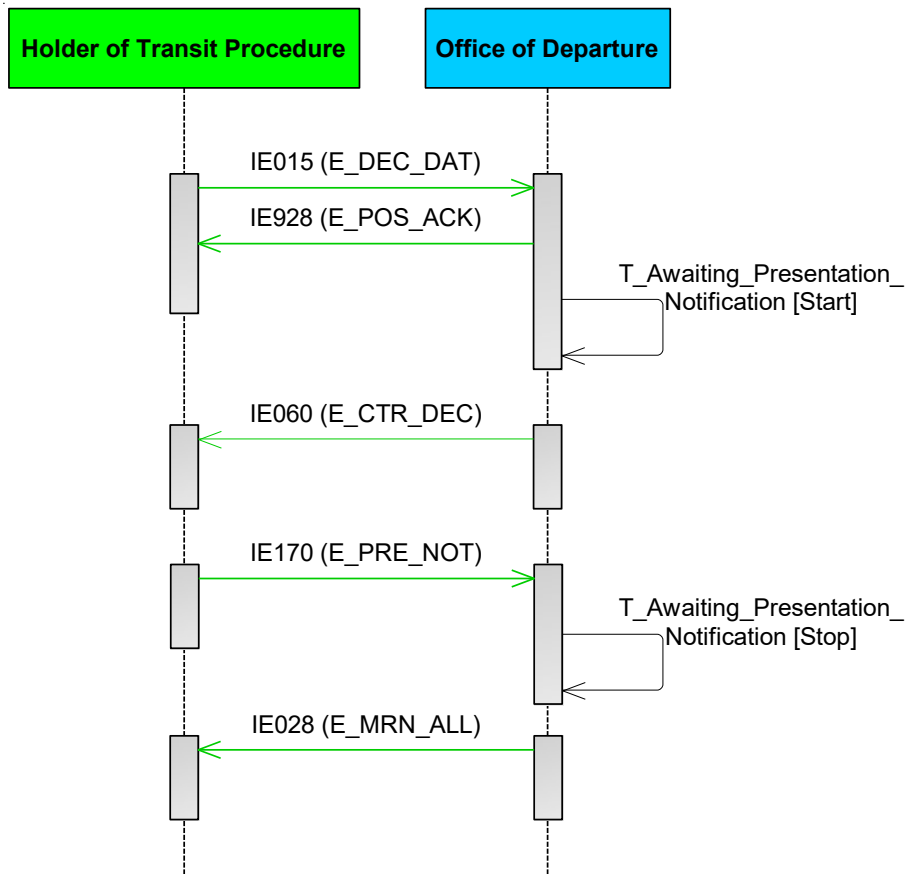 Holder of Transit Procedure
Office of Departure
IE015 (E_DEC_DAT)
IE928 (E_POS_ACK)
T_Awaiting_Presentation_
Notification [Start]
IE060 (E_CTR_DEC)
IE170 (E_PRE_NOT)
T_Awaiting_Presentation_
Notification [Stop]
IE028 (E_MRN_ALL)